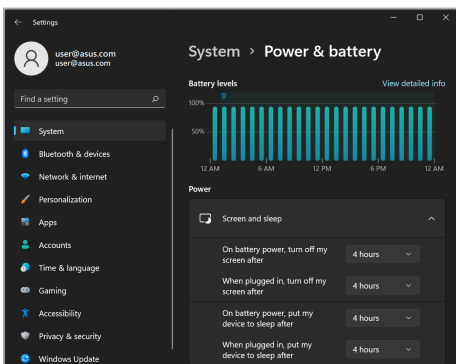 Settings
user@asus.com
user@asus.com
Find a setting
System
Bluetooth & devices
Network & internet
Personalization
Apps
Accounts
Time & language
Gaming
Accessibility
Privacy & security
Windows Update
System > Power & battery
Battery levels
View detailed info
100%
50%
12 AM 6 AM 12 PM 6 PM 12 AM
Power
Screen and sleep
On battery power, turn off my
screen after
4 hours
When plugged in, turn off my
screen after
4 hours
On battery power, put my
device to sleep after
4 hours
When plugged in, put my
device to sleep after
4 hours